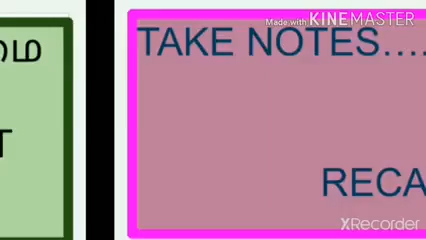 Made with KINEMASTER
TAKE NOTES....
மை
RECA
XRecorder